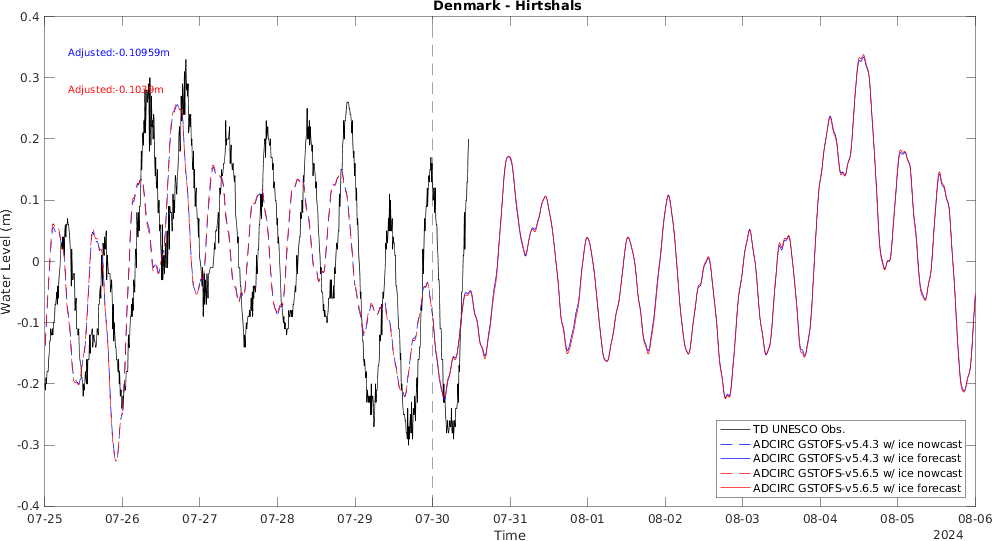 Denmark - Hirtshals
Adjusted:-0.10959m
Adjusted:-0.1039m
Water Level (m)
0.4
0.3
0.2
0.1
0
-0.1
-0.2
-0.3
-0.4
07-25 07-26 07-27 07-28 07-29 07-30 07-31 08-01 08-02 08-03 08-04 08-05 08-06
Time
2024
TD UNESCO Obs.
ADCIRC GSTOFS-v5.4.3 w/ ice nowcast
ADCIRC GSTOFS-v5.4.3 w/ ice forecast
ADCIRC GSTOFS-v5.6.5 w/ ice nowcast
ADCIRC GSTOFS-v5.6.5 w/ ice forecast